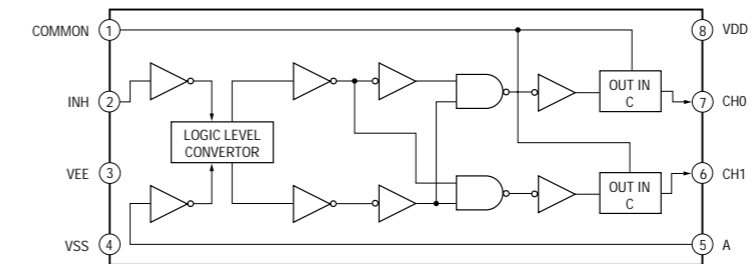 COMMON 1
8 VDD
INH 2
OUT IN
C
7 CH0
LOGIC LEVEL
CONVERTOR
VEE 3
6 CH1
OUT IN
C
VSS 4
5 A